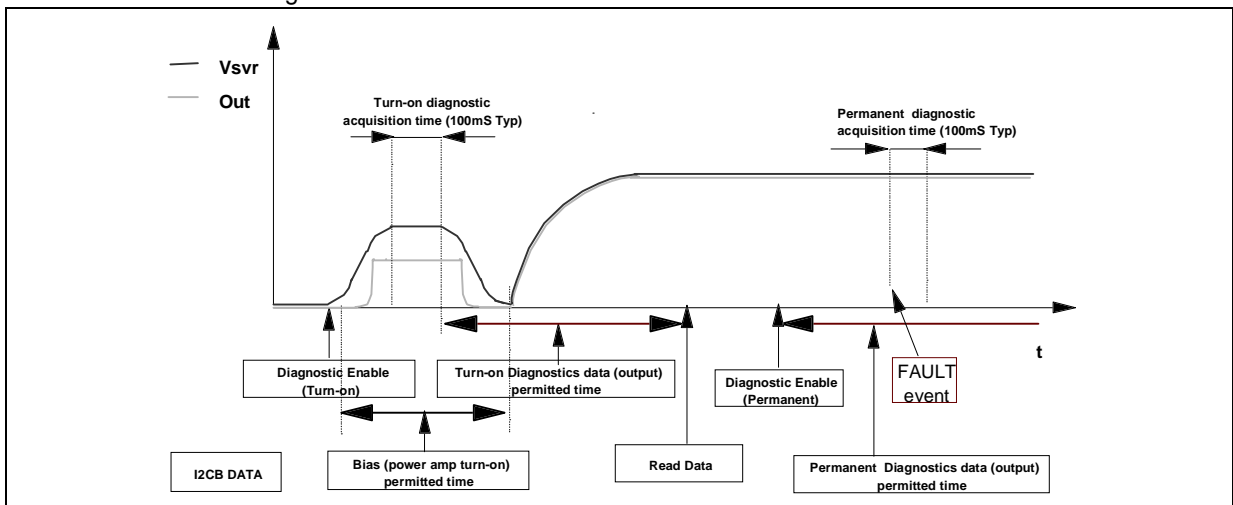 Vsvr
Out
Turn-on diagnostic
acquisition time (100mS Typ)
Permanent diagnostic
acquisition time (100mS Typ)
t
Diagnostic Enable
(Turn-on)
Turn-on Diagnostics data (output)
permitted time
Diagnostic Enable
(Permanent)
FAULT
event
I2CB DATA
Bias (power amp turn-on)
permitted time
Read Data
Permanent Diagnostics data (output)
permitted time